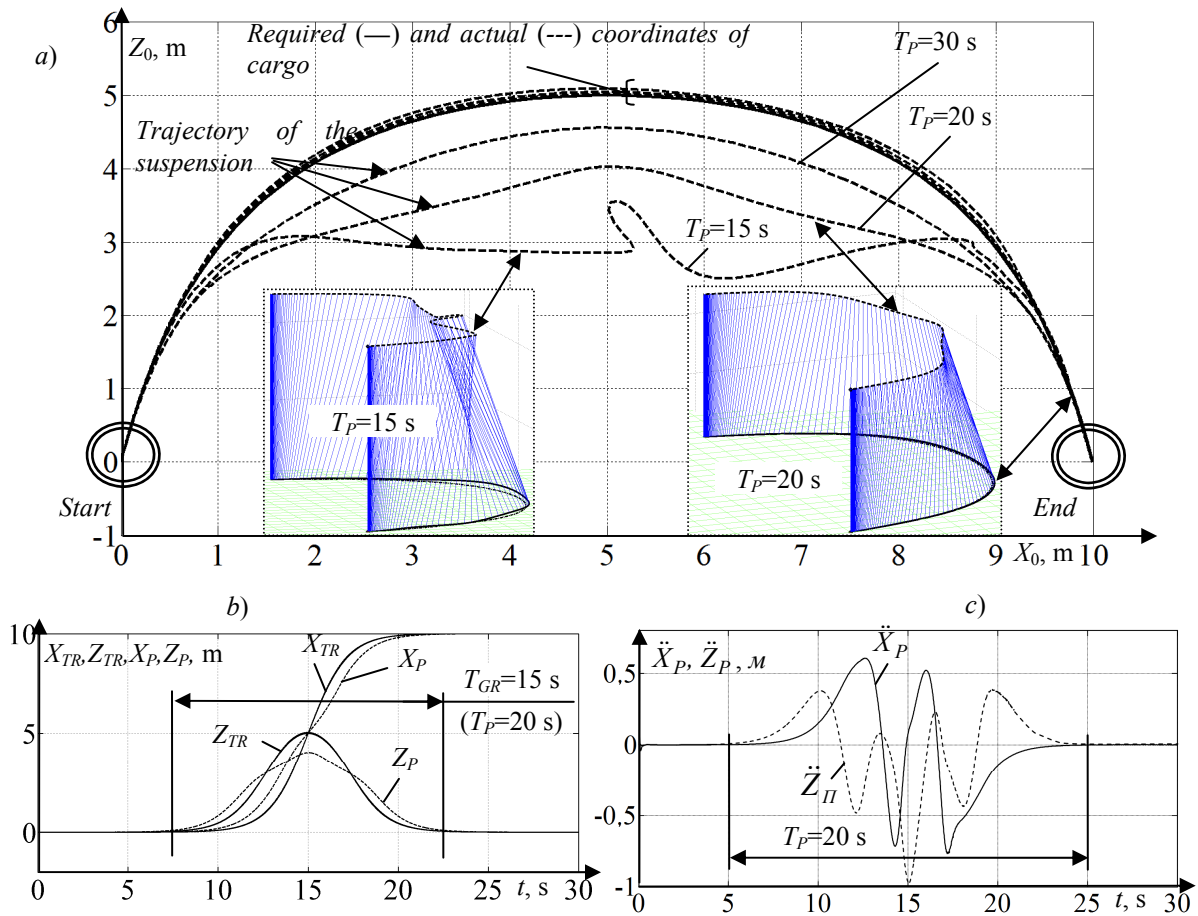 a)
Z0, m
6
5
4
3
2
1
0
-1
Required (—) and actual (---) coordinates of
cargo
TP=30 s
TP=20 s
Trajectory of the
suspension
TP=15 s
TP=15 s
TP=20 s
Start
End
0 1 2 3 4 5 6 7 8 9 X0, m 10
b)
10
5
0
XTR,ZTR,XP,ZP, m
XTR
XP
TGR=15 s
(TP=20 s)
ZTR
ZP
0 5 10 15 20 25 t, s 30
c)
0,5
0
-0,5
-1
ẌP, Z̈P , м
ẌP
Z̈П
TP=20 s
0 5 10 15 20 25 t, s 30